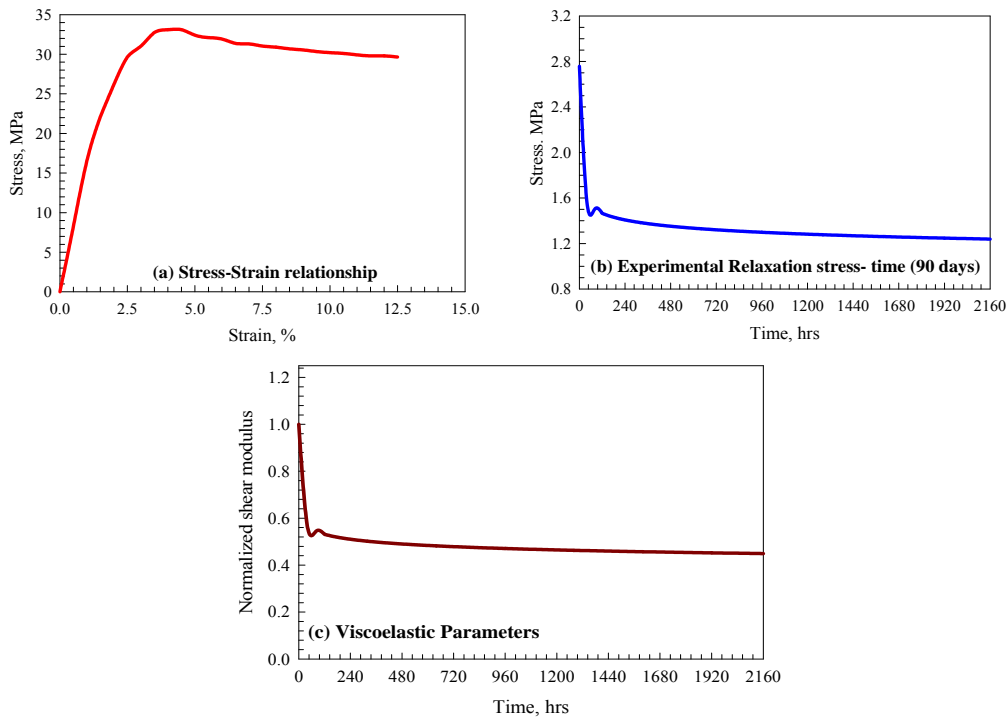 35
30
25
20
15
10
5
0
Stress, MPa
(a) Stress-Strain relationship
0.0 2.5 5.0 7.5 10.0 12.5 15.0
Strain, %
3.2
2.8
2.4
2.0
1.6
1.2
0.8
Stress. MPa
(b) Experimental Relaxation stress- time (90 days)
0 240 480 720 960 1200 1440 1680 1920 2160
Time, hrs
1.2
1.0
0.8
0.6
0.4
0.2
0.0
Normalized shear modulus
(c) Viscoelastic Parameters
0 240 480 720 960 1200 1440 1680 1920 2160
Time, hrs